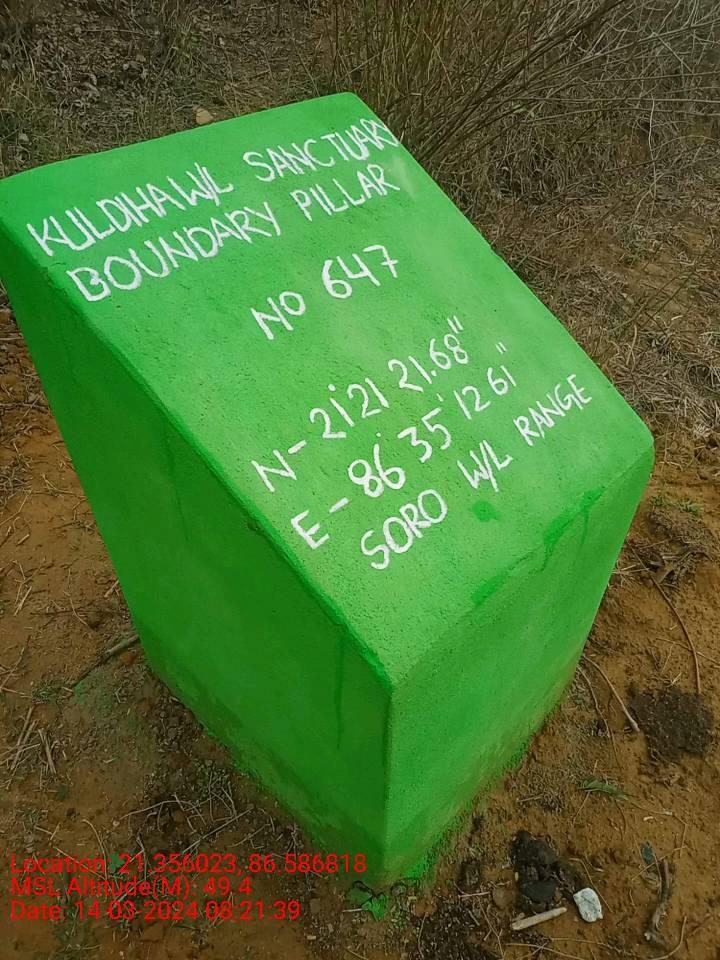 KULDIHA W/L SANCTUARY
BOUNDARY PILLAR
NO 647
N- 21° 21' 21.68"
E- 86° 35' 12.61"
SORO W/L RANGE
Location: 21.356023, 86.586818
MSL Altitude(M): 49.4
Date: 14-03-2024 08:21:39